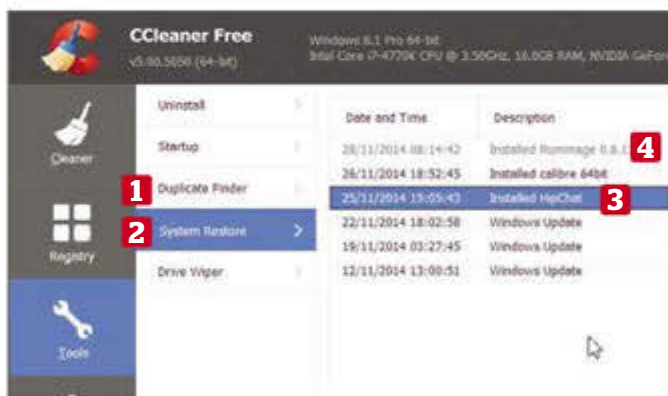 CCleaner Free
v5.00.5050 (64-bit)
Windows 8.1 Pro 64-bit
Intel Core i7-4770K CPU @ 3.50GHz, 16.0GB RAM, NVIDIA GeFor
Cleaner
Registry
Tools
Uninstall
Startup
1 Duplicate Finder
2 System Restore
Drive Wiper
Date and Time Description
28/11/2014 08:14:42 Installed Rummage 4
26/11/2014 18:52:45 Installed calibre 64bit
25/11/2014 15:05:43 Installed HipChat 3
22/11/2014 18:02:58 Windows Update
19/11/2014 03:27:45 Windows Update
12/11/2014 13:00:51 Windows Update